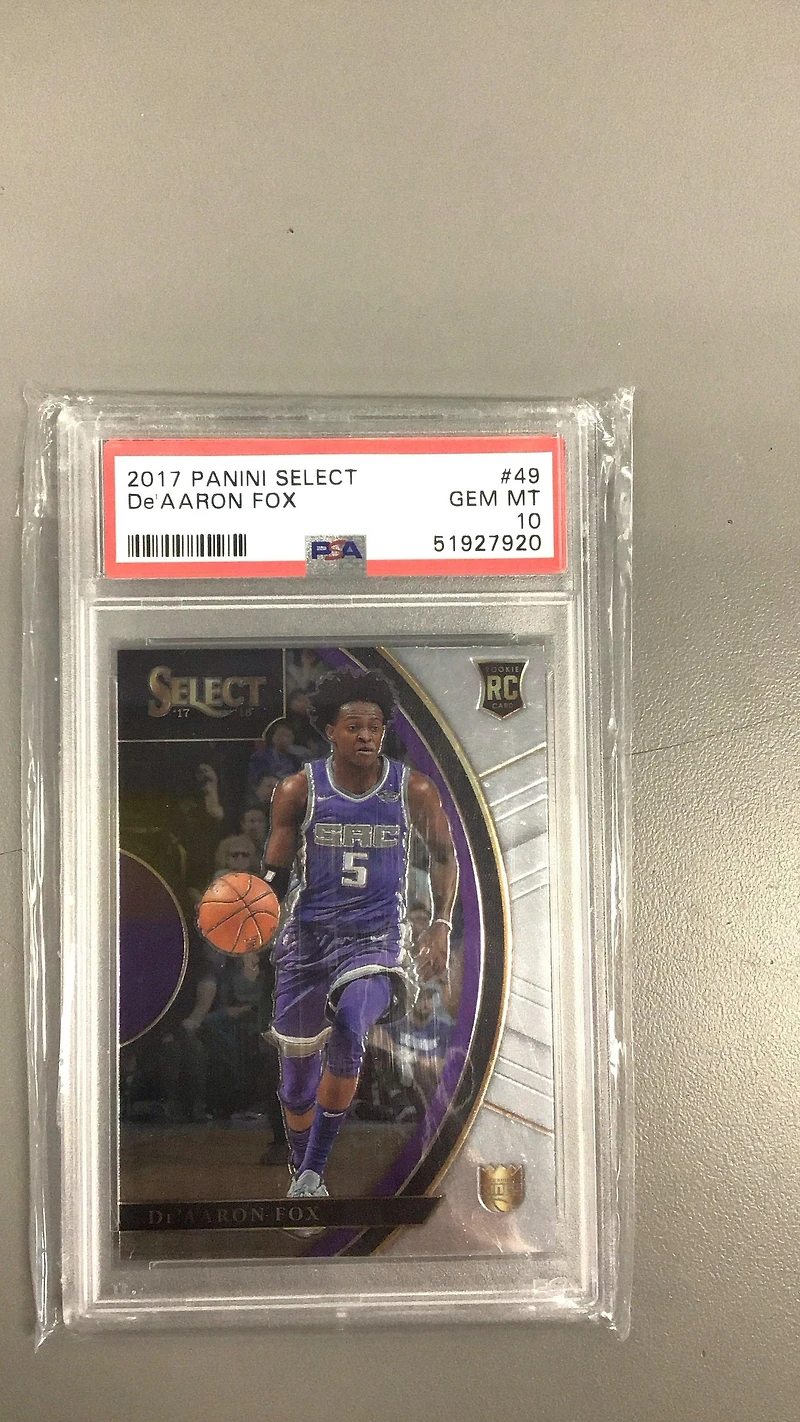 2017 PANINI SELECT #49
De'AARON FOX GEM MT
10
PSA 51927920
SELECT
'17 18
ROOKIE
RC
CARD
SAC
5
De'AARON FOX